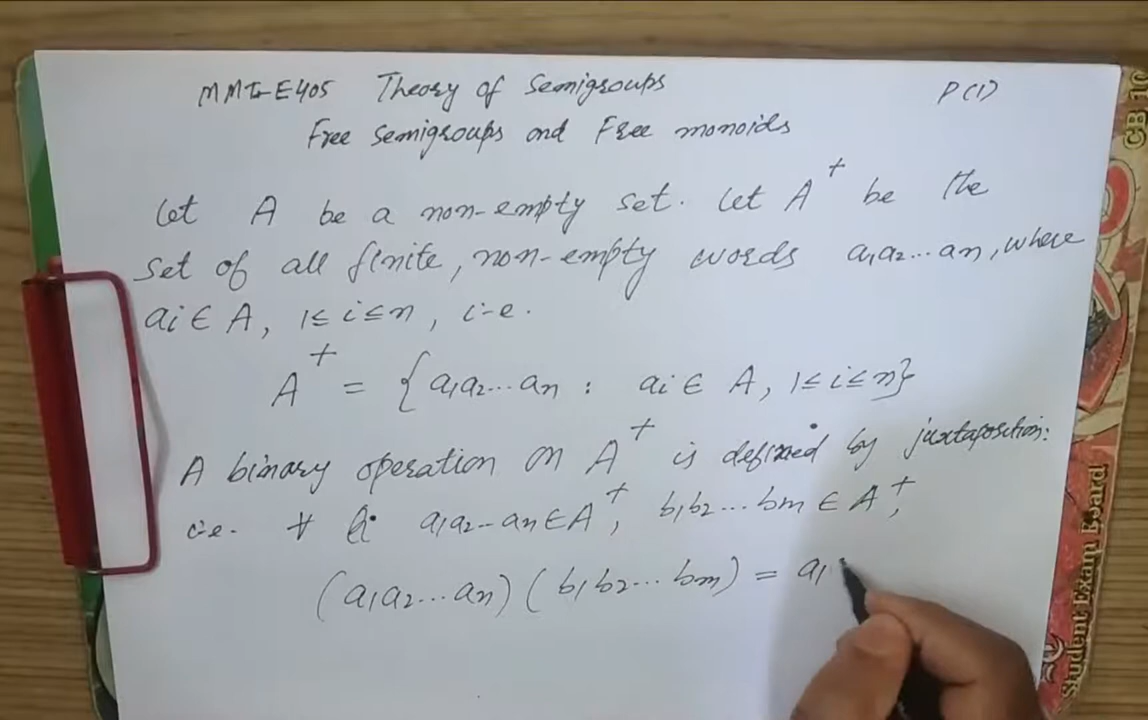 MMT-E405 Theory of Semigroups P(1)
Free Semigroups and Free monoids
Let A be a non-empty set. Let A⁺ be the
set of all finite, non-empty words a₁a₂...an, where
ai ∈ A, 1≤ i ≤ n, i-e.
A⁺ = {a₁a₂...an : ai ∈ A, 1≤ i ≤ n}
A binary operation on A⁺ is defined by juxtaposition:
i-e. ∀ a₁a₂--an ∈ A⁺, b₁b₂...bm ∈ A⁺,
(a₁a₂...an)(b₁b₂...bm) = a₁
CB 10
Student Exam Board